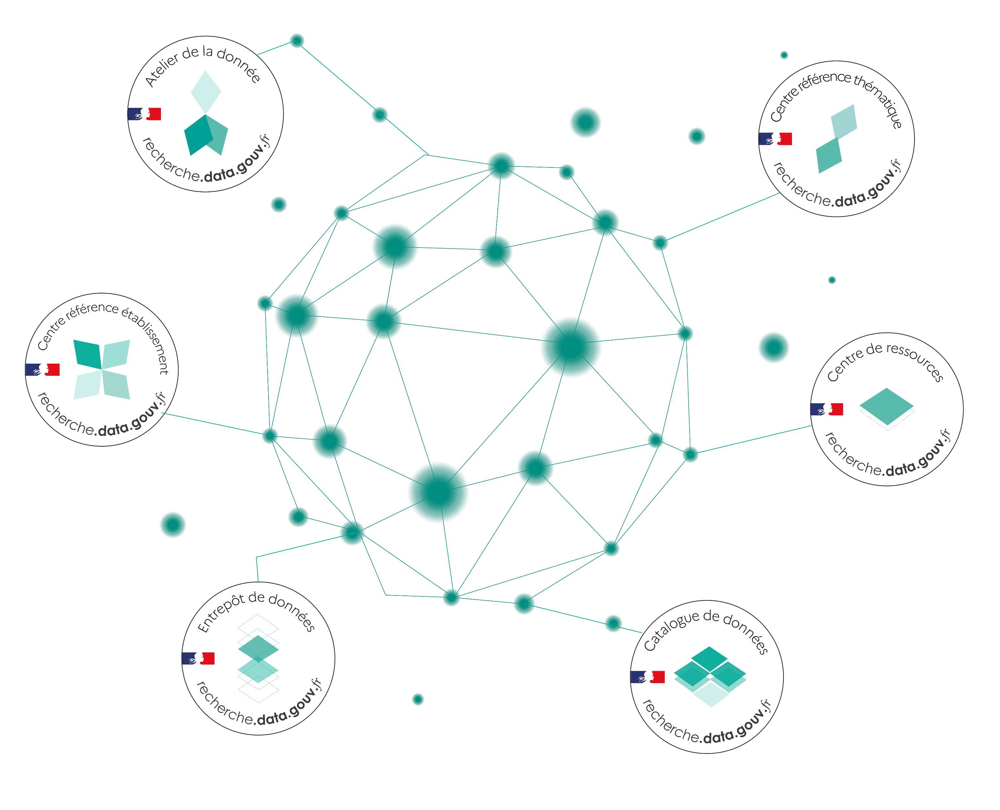 Atelier de la donnée
recherche.data.gouv.fr
Centre référence thématique
recherche.data.gouv.fr
Centre référence établissement
recherche.data.gouv.fr
Centre de ressources
recherche.data.gouv.fr
Entrepôt de données
recherche.data.gouv.fr
Catalogue de données
recherche.data.gouv.fr